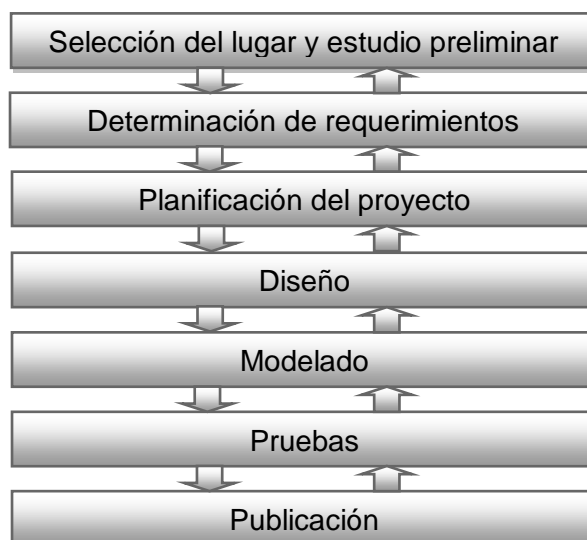 Selección del lugar y estudio preliminar
Determinación de requerimientos
Planificación del proyecto
Diseño
Modelado
Pruebas
Publicación